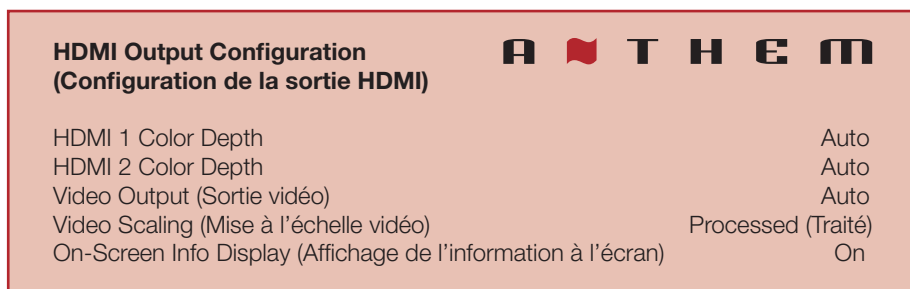 HDMI Output Configuration
(Configuration de la sortie HDMI)
ANTHEM
HDMI 1 Color Depth Auto
HDMI 2 Color Depth Auto
Video Output (Sortie vidéo) Auto
Video Scaling (Mise à l'échelle vidéo) Processed (Traité)
On-Screen Info Display (Affichage de l'information à l'écran) On